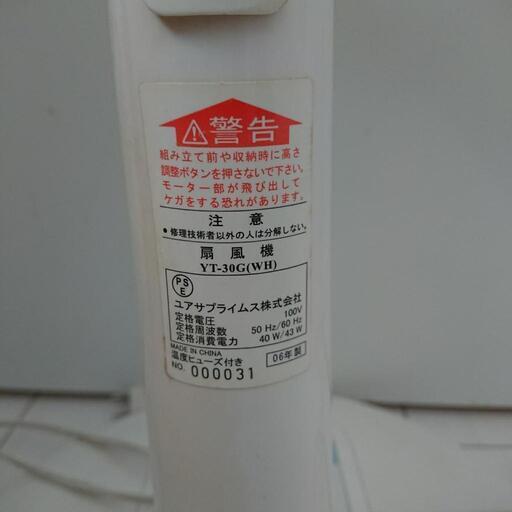 警告
組み立て前や収納時に高さ
調整ボタンを押さないで下さい。
モーター部が飛び出して
ケガをする恐れがあります。
注意
● 修理技術者以外の人は分解しない。
扇風機
YT-30G(WH)
PS
E
ユアサプライムス株式会社
定格電圧 100V
定格周波数 50 Hz/60 Hz
定格消費電力 40 W/43 W
MADE IN CHINA
温度ヒューズ付き 06年製
NO. 000031